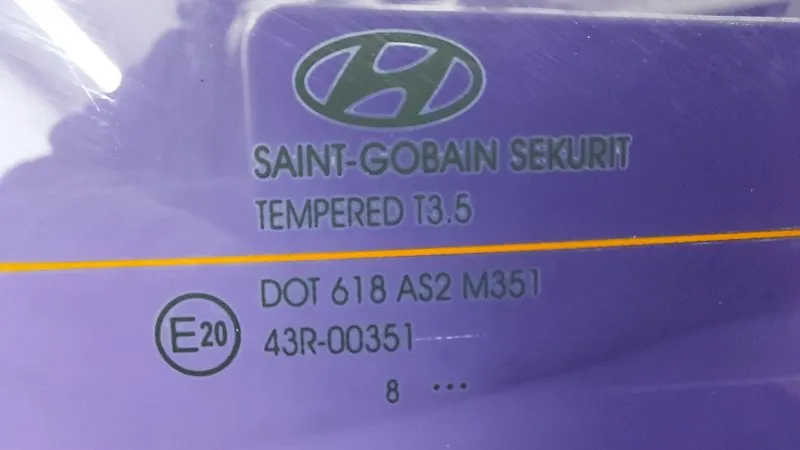 SAINT-GOBAIN SEKURIT
TEMPERED T3.5
DOT 618 AS2 M351
E20
43R-00351
8 •••